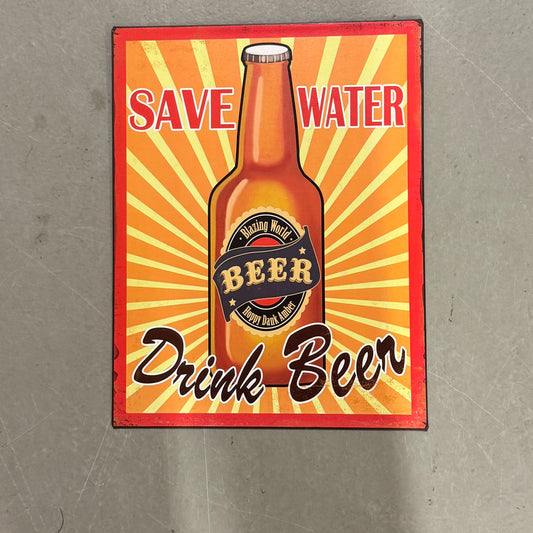 SAVE WATER
· Blazing World ·
BEER
Hoppy Dank Amber
Drink Beer